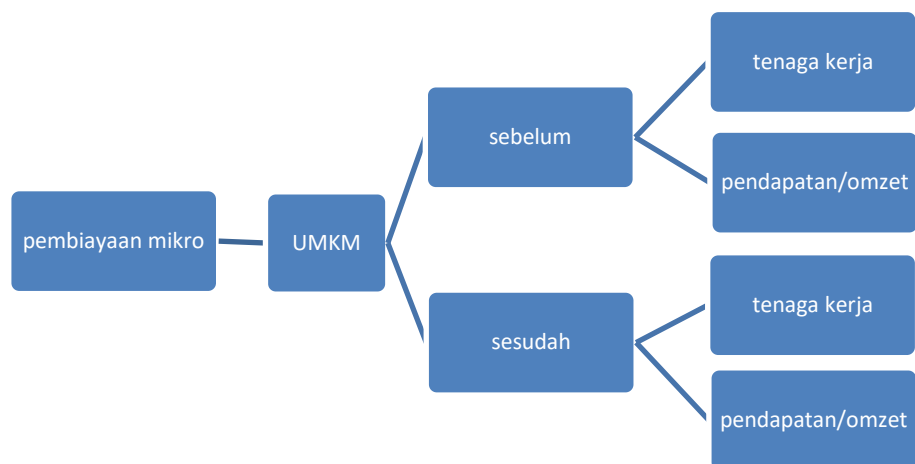 pembiayaan mikro
UMKM
sebelum
tenaga kerja
pendapatan/omzet
sesudah
tenaga kerja
pendapatan/omzet